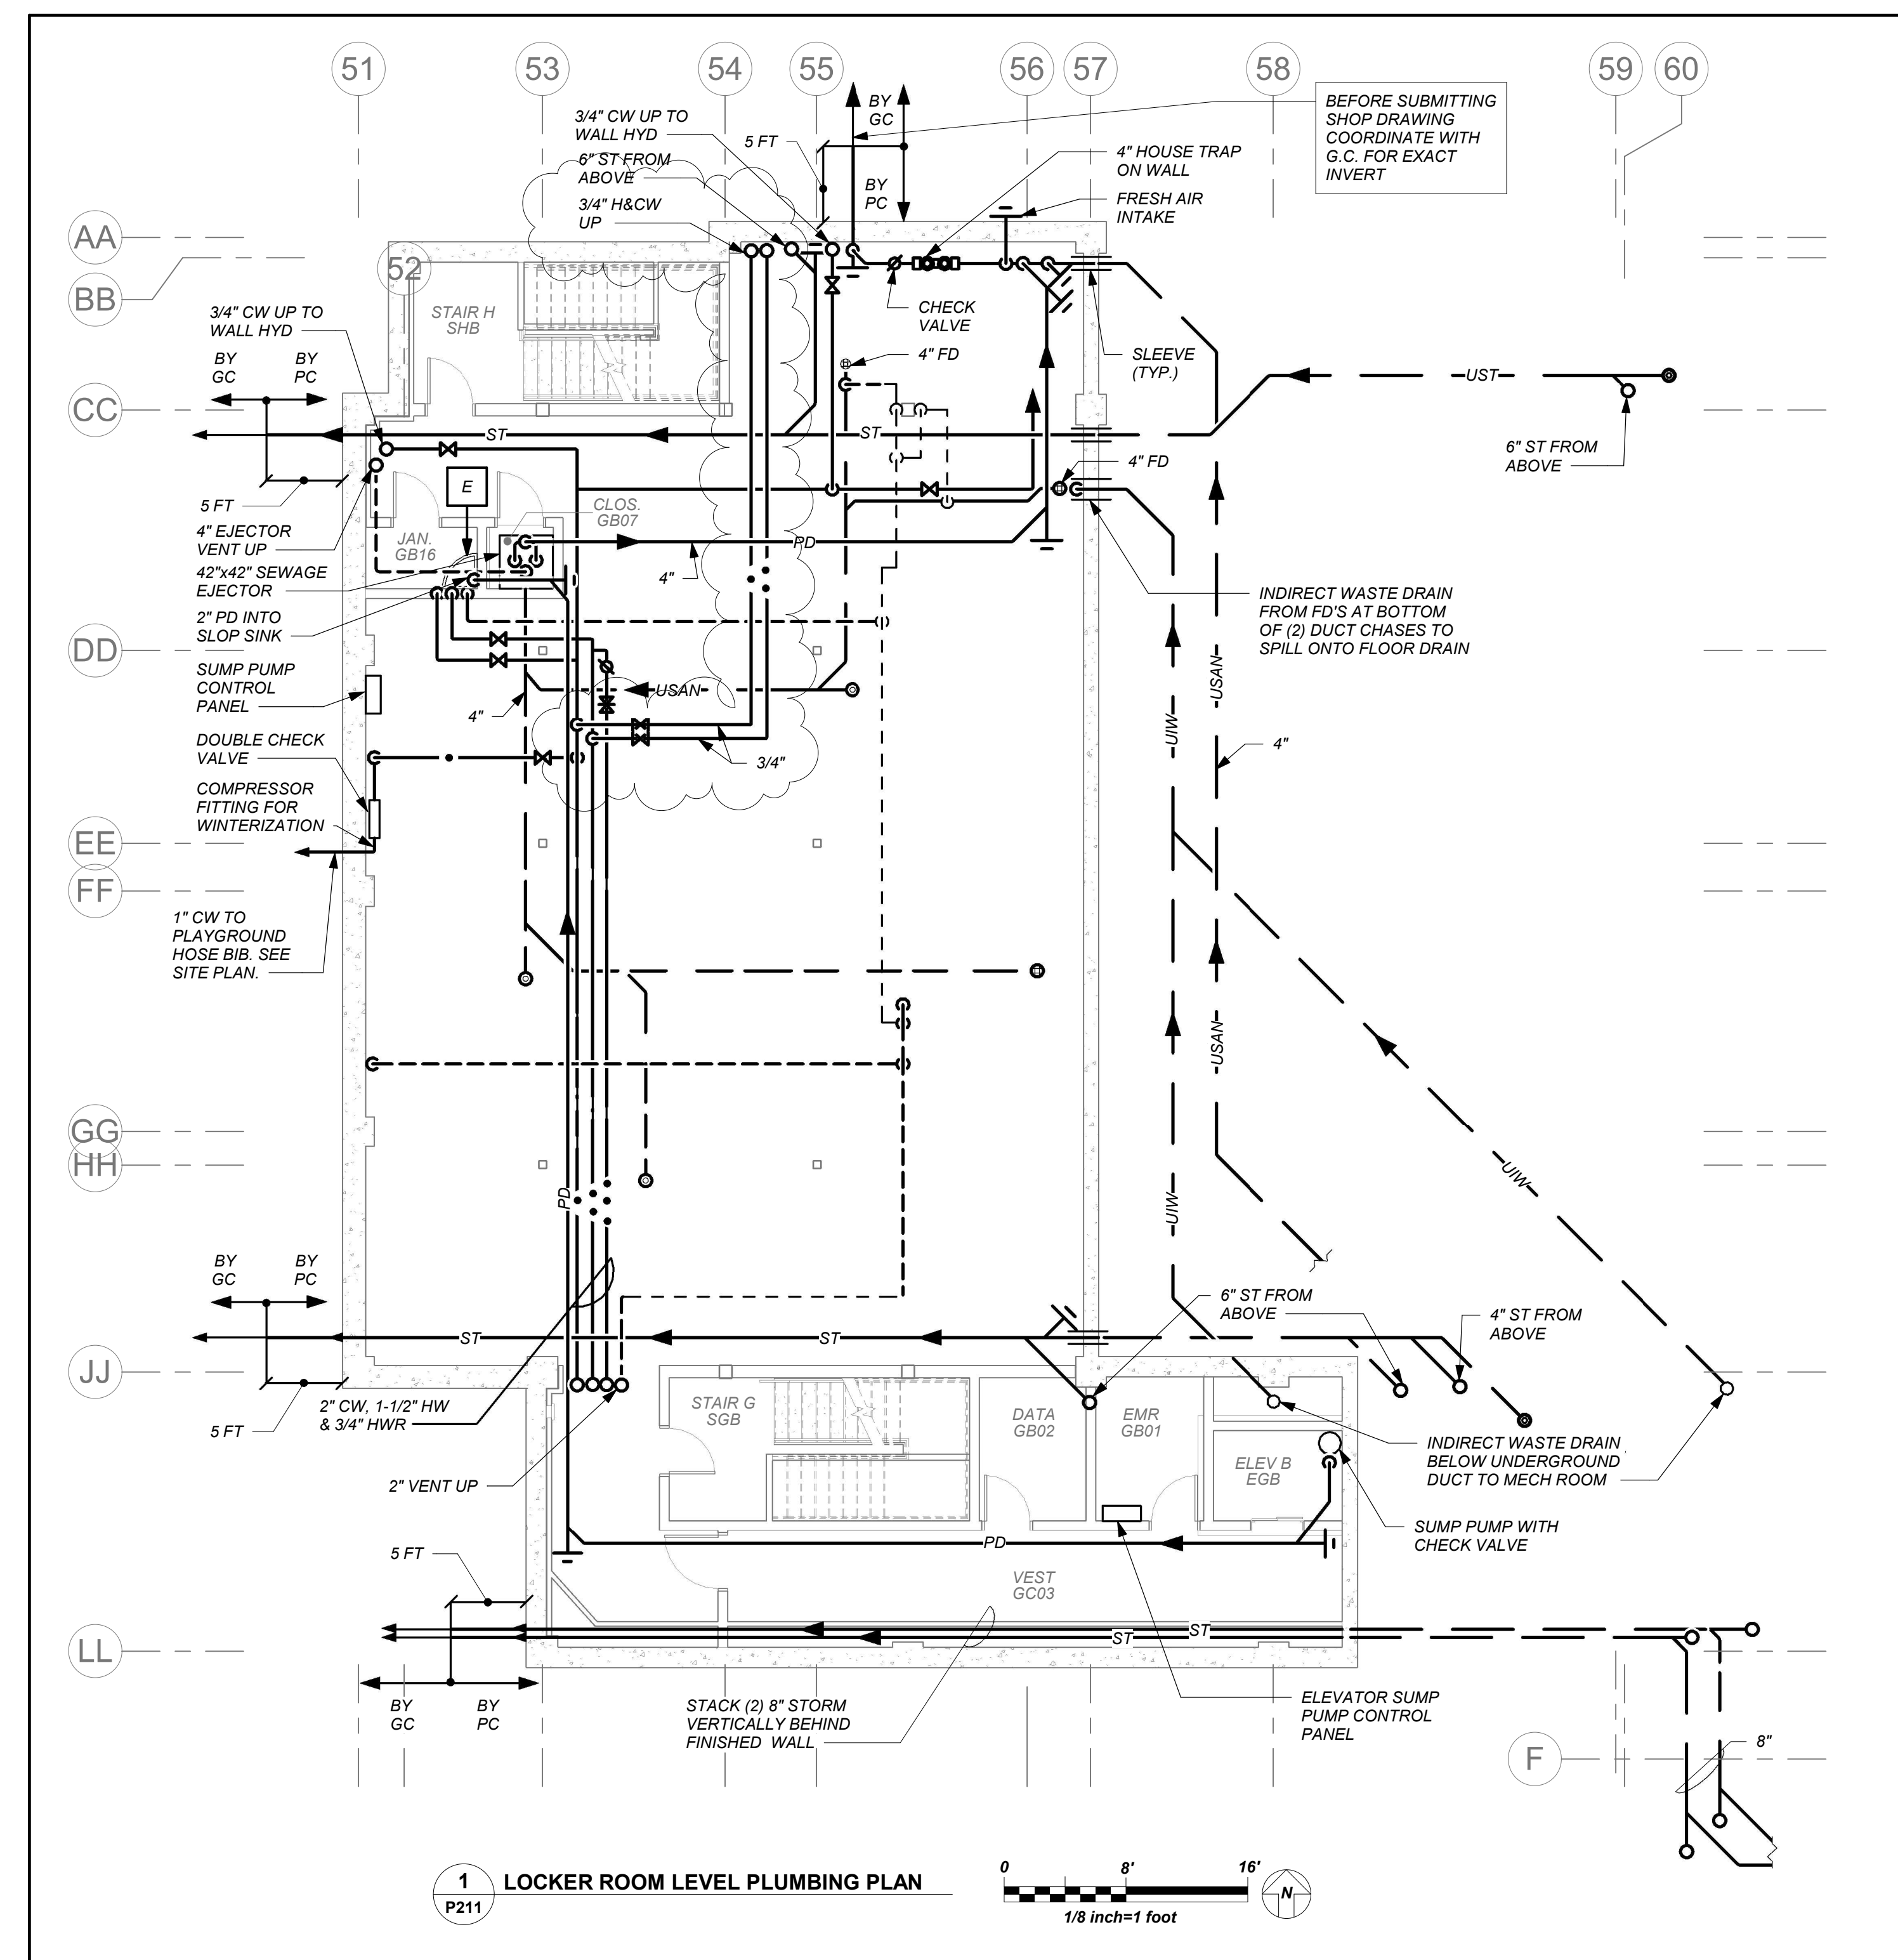 51
53
54
55
56
57
58
59
60
3/4" CW UP TO
WALL HYD
6" ST FROM
ABOVE
3/4" H&CW
UP
5 FT
BY
GC
BY
PC
BEFORE SUBMITTING
SHOP DRAWING
COORDINATE WITH
G.C. FOR EXACT
INVERT
4" HOUSE TRAP
ON WALL
FRESH AIR
INTAKE
AA
BB
52
STAIR H
SHB
3/4" CW UP TO
WALL HYD
CHECK
VALVE
4" FD
SLEEVE
(TYP.)
BY
GC
BY
PC
UST
CC
ST
ST
6" ST FROM
ABOVE
4" FD
5 FT
E
CLOS.
GB07
4" EJECTOR
VENT UP
JAN.
GB16
PD
4"
42"x42" SEWAGE
EJECTOR
2" PD INTO
SLOP SINK
INDIRECT WASTE DRAIN
FROM FD'S AT BOTTOM
OF (2) DUCT CHASES TO
SPILL ONTO FLOOR DRAIN
DD
SUMP PUMP
CONTROL
PANEL
USAN
USAN
4"
UIW
4"
DOUBLE CHECK
VALVE
3/4"
COMPRESSOR
FITTING FOR
WINTERIZATION
EE
FF
1" CW TO
PLAYGROUND
HOSE BIB. SEE
SITE PLAN.
USAN
GG
HH
UIW
PD
UIW
BY
GC
BY
PC
6" ST FROM
ABOVE
4" ST FROM
ABOVE
ST
ST
JJ
5 FT
2" CW, 1-1/2" HW
& 3/4" HWR
STAIR G
SGB
DATA
GB02
EMR
GB01
ELEV B
EGB
INDIRECT WASTE DRAIN
BELOW UNDERGROUND
DUCT TO MECH ROOM
2" VENT UP
SUMP PUMP WITH
CHECK VALVE
PD
5 FT
VEST
GC03
ST
ST
LL
BY
GC
BY
PC
STACK (2) 8" STORM
VERTICALLY BEHIND
FINISHED WALL
ELEVATOR SUMP
PUMP CONTROL
PANEL
F
8"
1
P211
LOCKER ROOM LEVEL PLUMBING PLAN
0
8'
16'
1/8 inch=1 foot
N